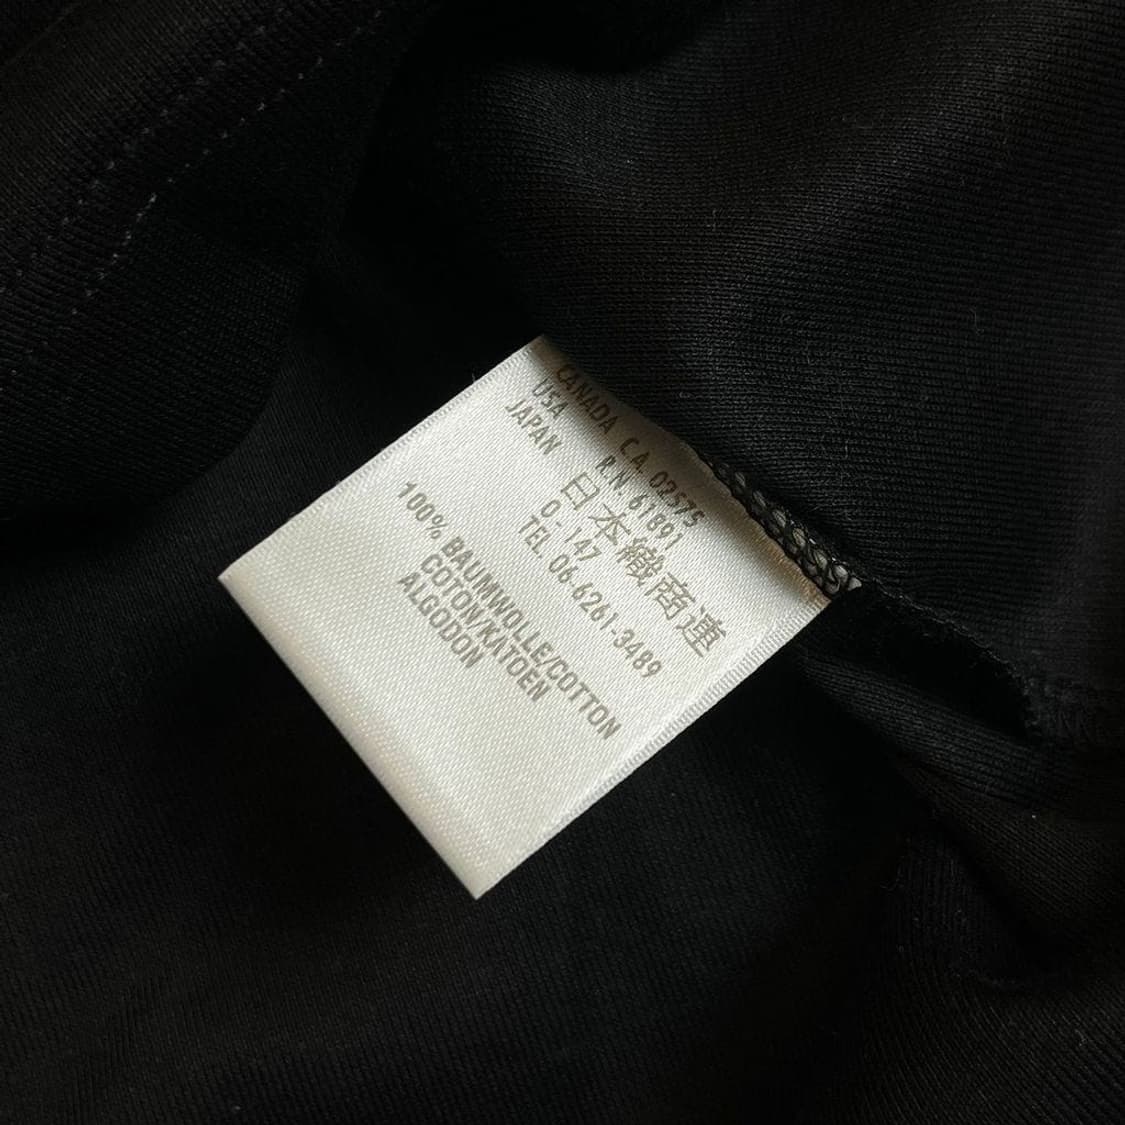 CANADA C.A. 02575
USA R.N. 61891
JAPAN 日本織商連
O - 147
TEL 06-6261-3489
100% BAUMWOLLE/COTTON
COTON/KATOEN
ALGODON